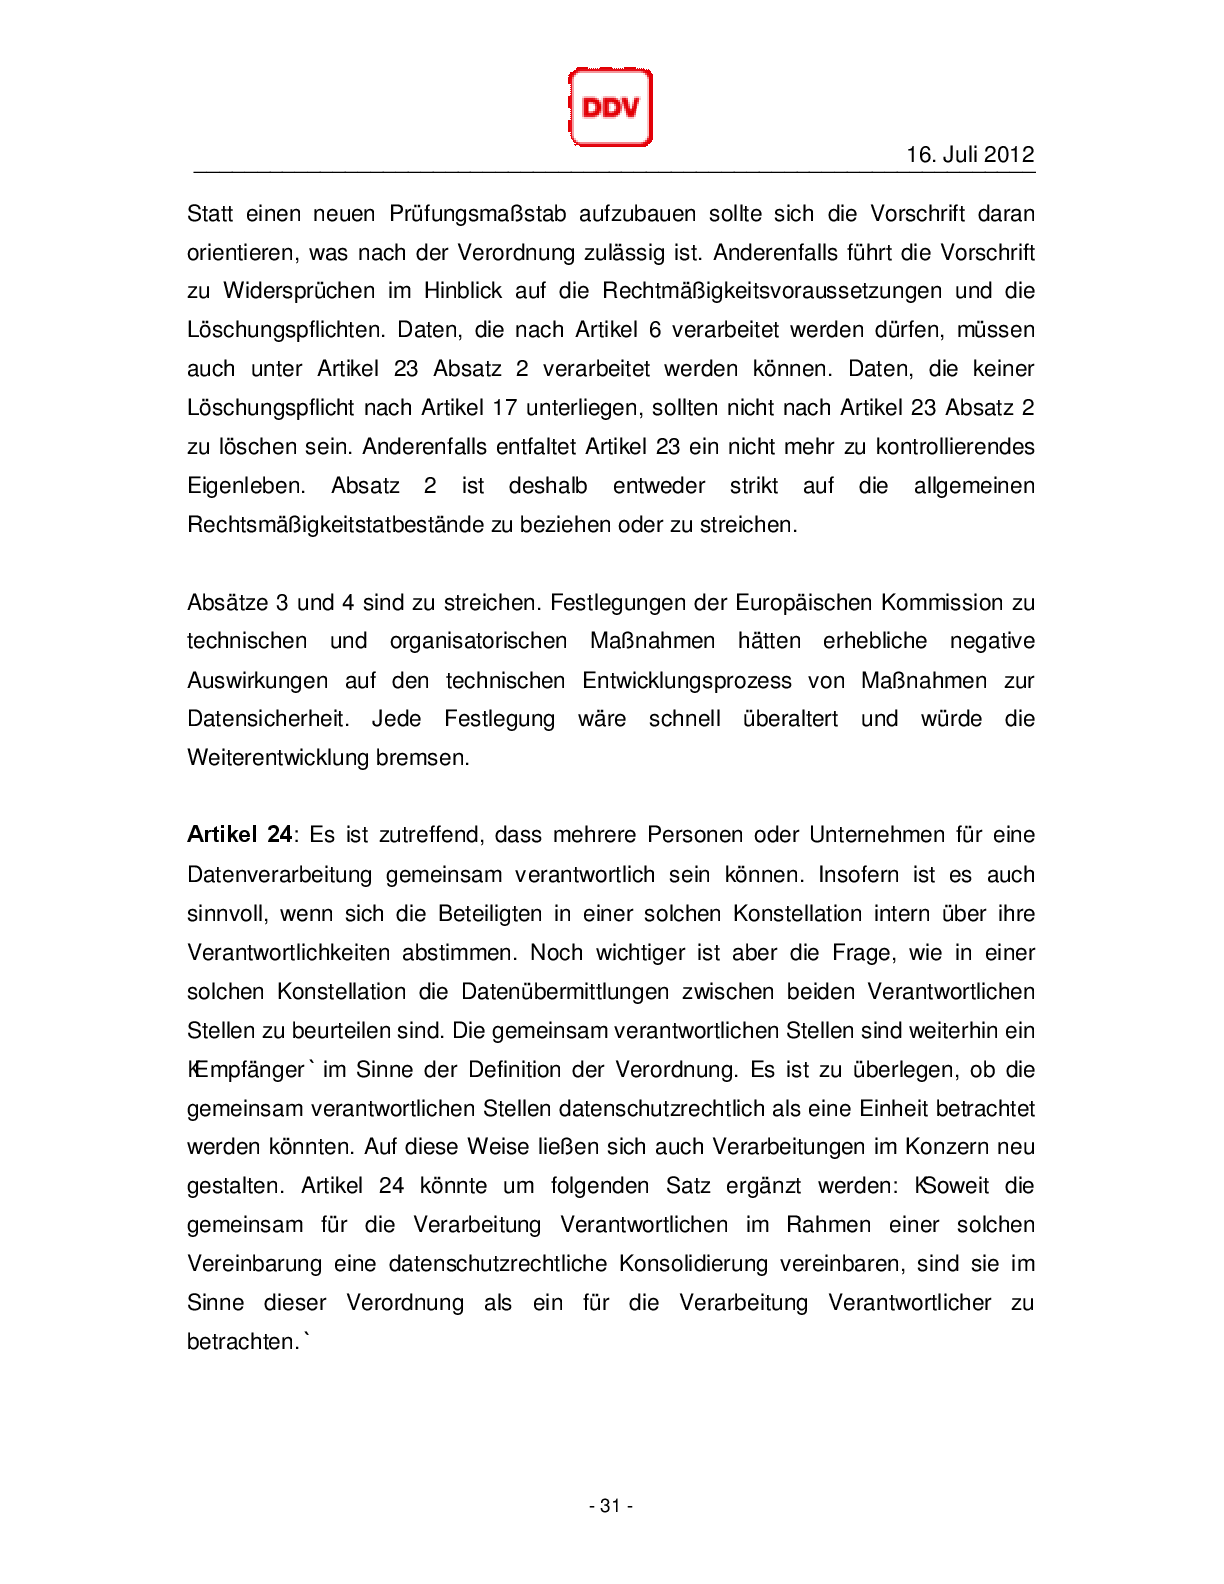 DDV
16. Juli 2012
Statt einen neuen Prüfungsmaßstab aufzubauen sollte sich die Vorschrift daran
orientieren, was nach der Verordnung zulässig ist. Anderenfalls führt die Vorschrift
zu Widersprüchen im Hinblick auf die Rechtmäßigkeitsvoraussetzungen und die
Löschungspflichten. Daten, die nach Artikel 6 verarbeitet werden dürfen, müssen
auch unter Artikel 23 Absatz 2 verarbeitet werden können. Daten, die keiner
Löschungspflicht nach Artikel 17 unterliegen, sollten nicht nach Artikel 23 Absatz 2
zu löschen sein. Anderenfalls entfaltet Artikel 23 ein nicht mehr zu kontrollierendes
Eigenleben. Absatz 2 ist deshalb entweder strikt auf die allgemeinen
Rechtsmäßigkeitstatbestände zu beziehen oder zu streichen.
Absätze 3 und 4 sind zu streichen. Festlegungen der Europäischen Kommission zu
technischen und organisatorischen Maßnahmen hätten erhebliche negative
Auswirkungen auf den technischen Entwicklungsprozess von Maßnahmen zur
Datensicherheit. Jede Festlegung wäre schnell überaltert und würde die
Weiterentwicklung bremsen.
Artikel 24: Es ist zutreffend, dass mehrere Personen oder Unternehmen für eine
Datenverarbeitung gemeinsam verantwortlich sein können. Insofern ist es auch
sinnvoll, wenn sich die Beteiligten in einer solchen Konstellation intern über ihre
Verantwortlichkeiten abstimmen. Noch wichtiger ist aber die Frage, wie in einer
solchen Konstellation die Datenübermittlungen zwischen beiden Verantwortlichen
Stellen zu beurteilen sind. Die gemeinsam verantwortlichen Stellen sind weiterhin ein
KEmpfänger` im Sinne der Definition der Verordnung. Es ist zu überlegen, ob die
gemeinsam verantwortlichen Stellen datenschutzrechtlich als eine Einheit betrachtet
werden könnten. Auf diese Weise ließen sich auch Verarbeitungen im Konzern neu
gestalten. Artikel 24 könnte um folgenden Satz ergänzt werden: KSoweit die
gemeinsam für die Verarbeitung Verantwortlichen im Rahmen einer solchen
Vereinbarung eine datenschutzrechtliche Konsolidierung vereinbaren, sind sie im
Sinne dieser Verordnung als ein für die Verarbeitung Verantwortlicher zu
betrachten.`
- 31 -